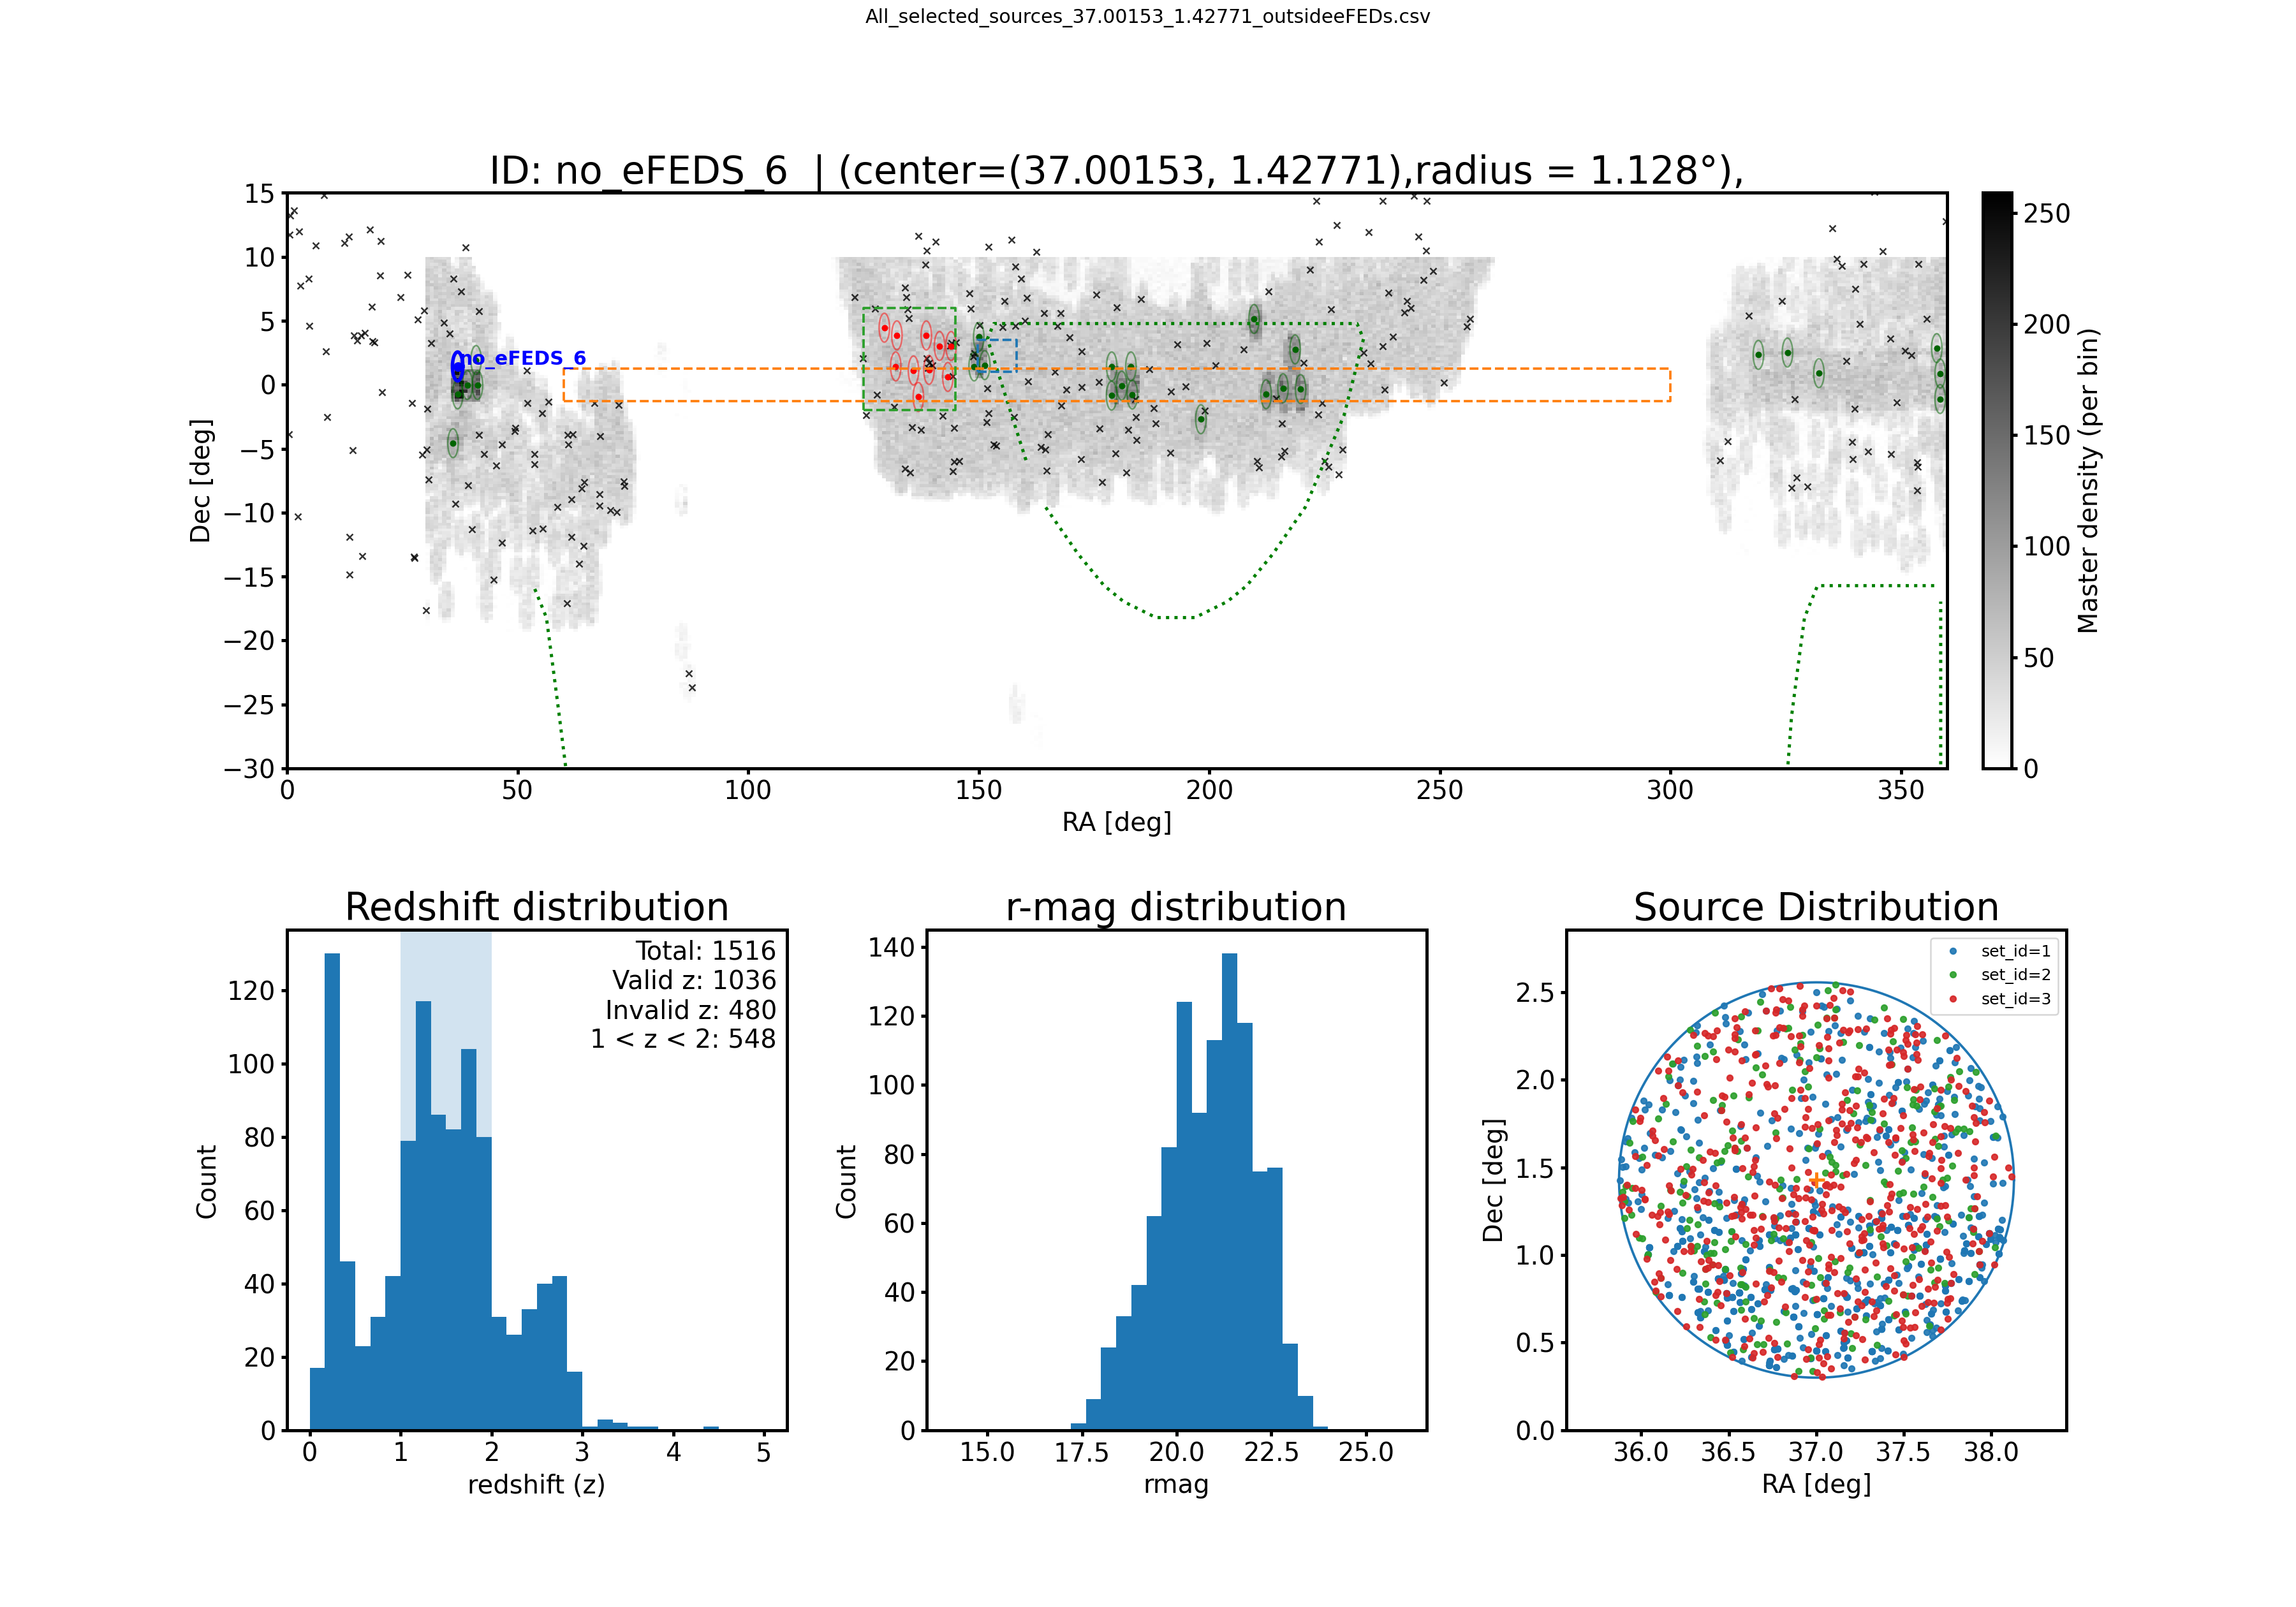 All_selected_sources_37.00153_1.42771_outsideeFEDs.csv
ID: no_eFEDS_6 | (center=(37.00153, 1.42771),radius = 1.128°),
15
10
5
0
−5
−10
−15
−20
−25
−30
Dec [deg]
no_eFEDS_6
0 50 100 150 200 250 300 350
RA [deg]
250
200
150
100
50
0
Master density (per bin)
Redshift distribution
Total: 1516
Valid z: 1036
Invalid z: 480
1 < z < 2: 548
120
100
80
60
40
20
0
Count
0 1 2 3 4 5
redshift (z)
r-mag distribution
140
120
100
80
60
40
20
0
Count
15.0 17.5 20.0 22.5 25.0
rmag
Source Distribution
set_id=1
set_id=2
set_id=3
2.5
2.0
1.5
1.0
0.5
0.0
Dec [deg]
36.0 36.5 37.0 37.5 38.0
RA [deg]